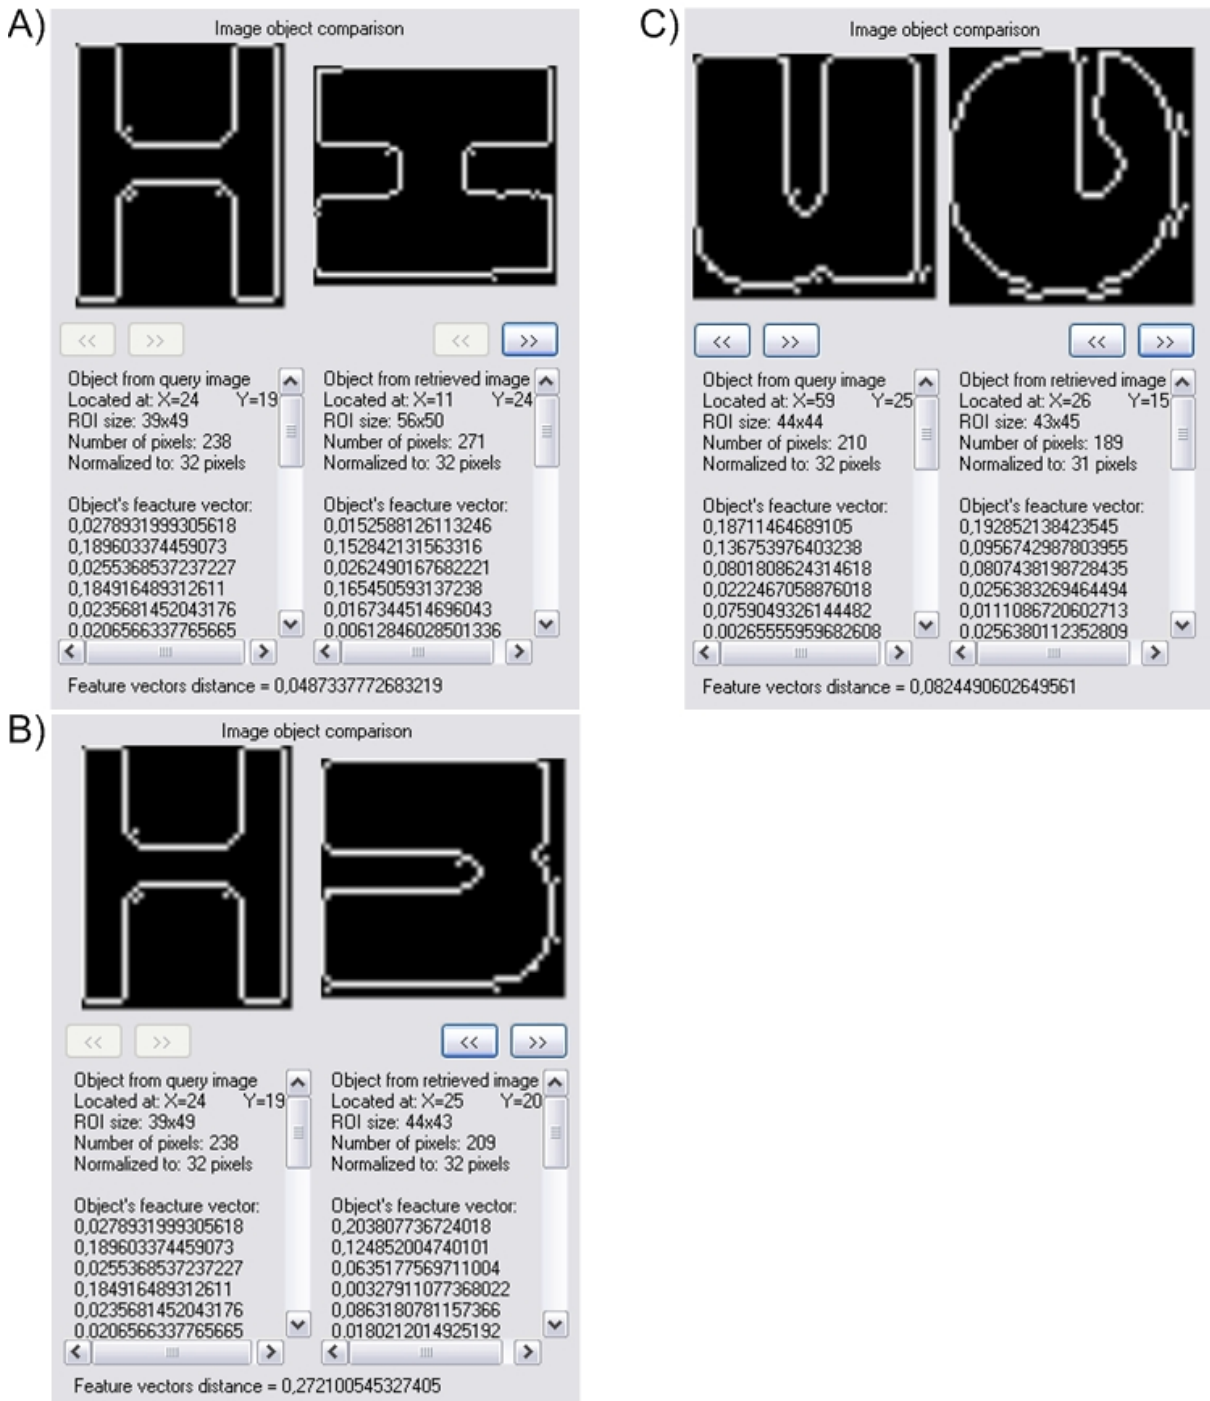 A)
Image object comparison
<< >> << >>
Object from query image
Located at: X=24 Y=19
ROI size: 39x49
Number of pixels: 238
Normalized to: 32 pixels
Object's feacture vector:
0,0278931999305618
0,189603374459073
0,0255368537237227
0,184916489312611
0,0235681452043176
0,0206566337765665
Object from retrieved image
Located at: X=11 Y=24
ROI size: 56x50
Number of pixels: 271
Normalized to: 32 pixels
Object's feacture vector:
0,0152588126113246
0,152842131563316
0,0262490167682221
0,165450593137238
0,0167344514696043
0,00612846028501336
Feature vectors distance = 0,0487337772683219
B)
Image object comparison
<< >> << >>
Object from query image
Located at: X=24 Y=19
ROI size: 39x49
Number of pixels: 238
Normalized to: 32 pixels
Object's feacture vector:
0,0278931999305618
0,189603374459073
0,0255368537237227
0,184916489312611
0,0235681452043176
0,0206566337765665
Object from retrieved image
Located at: X=25 Y=20
ROI size: 44x43
Number of pixels: 209
Normalized to: 32 pixels
Object's feacture vector:
0,203807736724018
0,124852004740101
0,0635177569711004
0,00327911077368022
0,0863180781157366
0,0180212014925192
Feature vectors distance = 0,272100545327405
C)
Image object comparison
<< >> << >>
Object from query image
Located at: X=59 Y=25
ROI size: 44x44
Number of pixels: 210
Normalized to: 32 pixels
Object's feacture vector:
0,18711464689105
0,136753976403238
0,0801808624314618
0,0222467058876018
0,0759049326144482
0,00265555959682608
Object from retrieved image
Located at: X=26 Y=15
ROI size: 43x45
Number of pixels: 189
Normalized to: 31 pixels
Object's feacture vector:
0,192852138423545
0,0956742987803955
0,0807438198728435
0,0256383269464494
0,0111086720602713
0,0256380112352809
Feature vectors distance = 0,0824490602649561